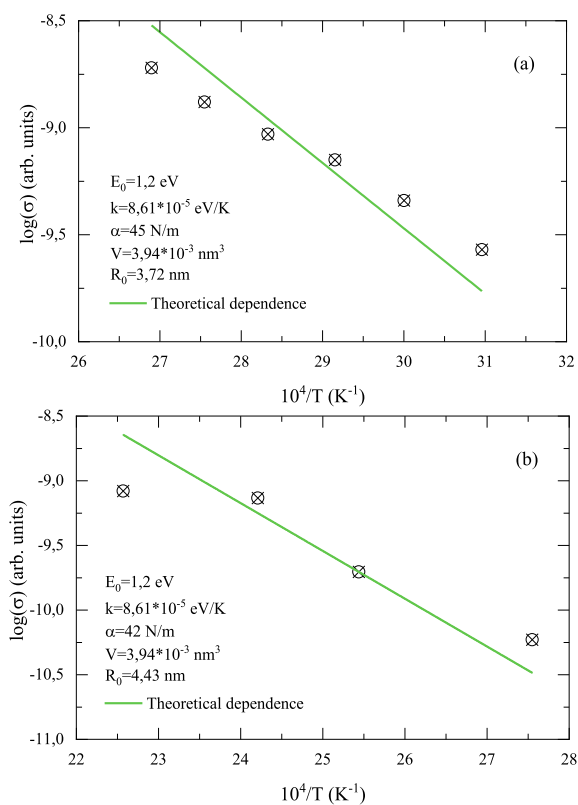 -8,5
(a)
-9,0
log(σ) (arb. units)
E₀=1,2 eV
k=8,61*10⁻⁵ eV/K
α=45 N/m
V=3,94*10⁻³ nm³
-9,5
R₀=3,72 nm
Theoretical dependence
-10,0
26 27 28 29 30 31 32
10⁴/T (K⁻¹)
-8,5
(b)
-9,0
-9,5
log(σ) (arb. units)
E₀=1,2 eV
k=8,61*10⁻⁵ eV/K
-10,0
α=42 N/m
V=3,94*10⁻³ nm³
R₀=4,43 nm
-10,5
Theoretical dependence
-11,0
22 23 24 25 26 27 28
10⁴/T (K⁻¹)